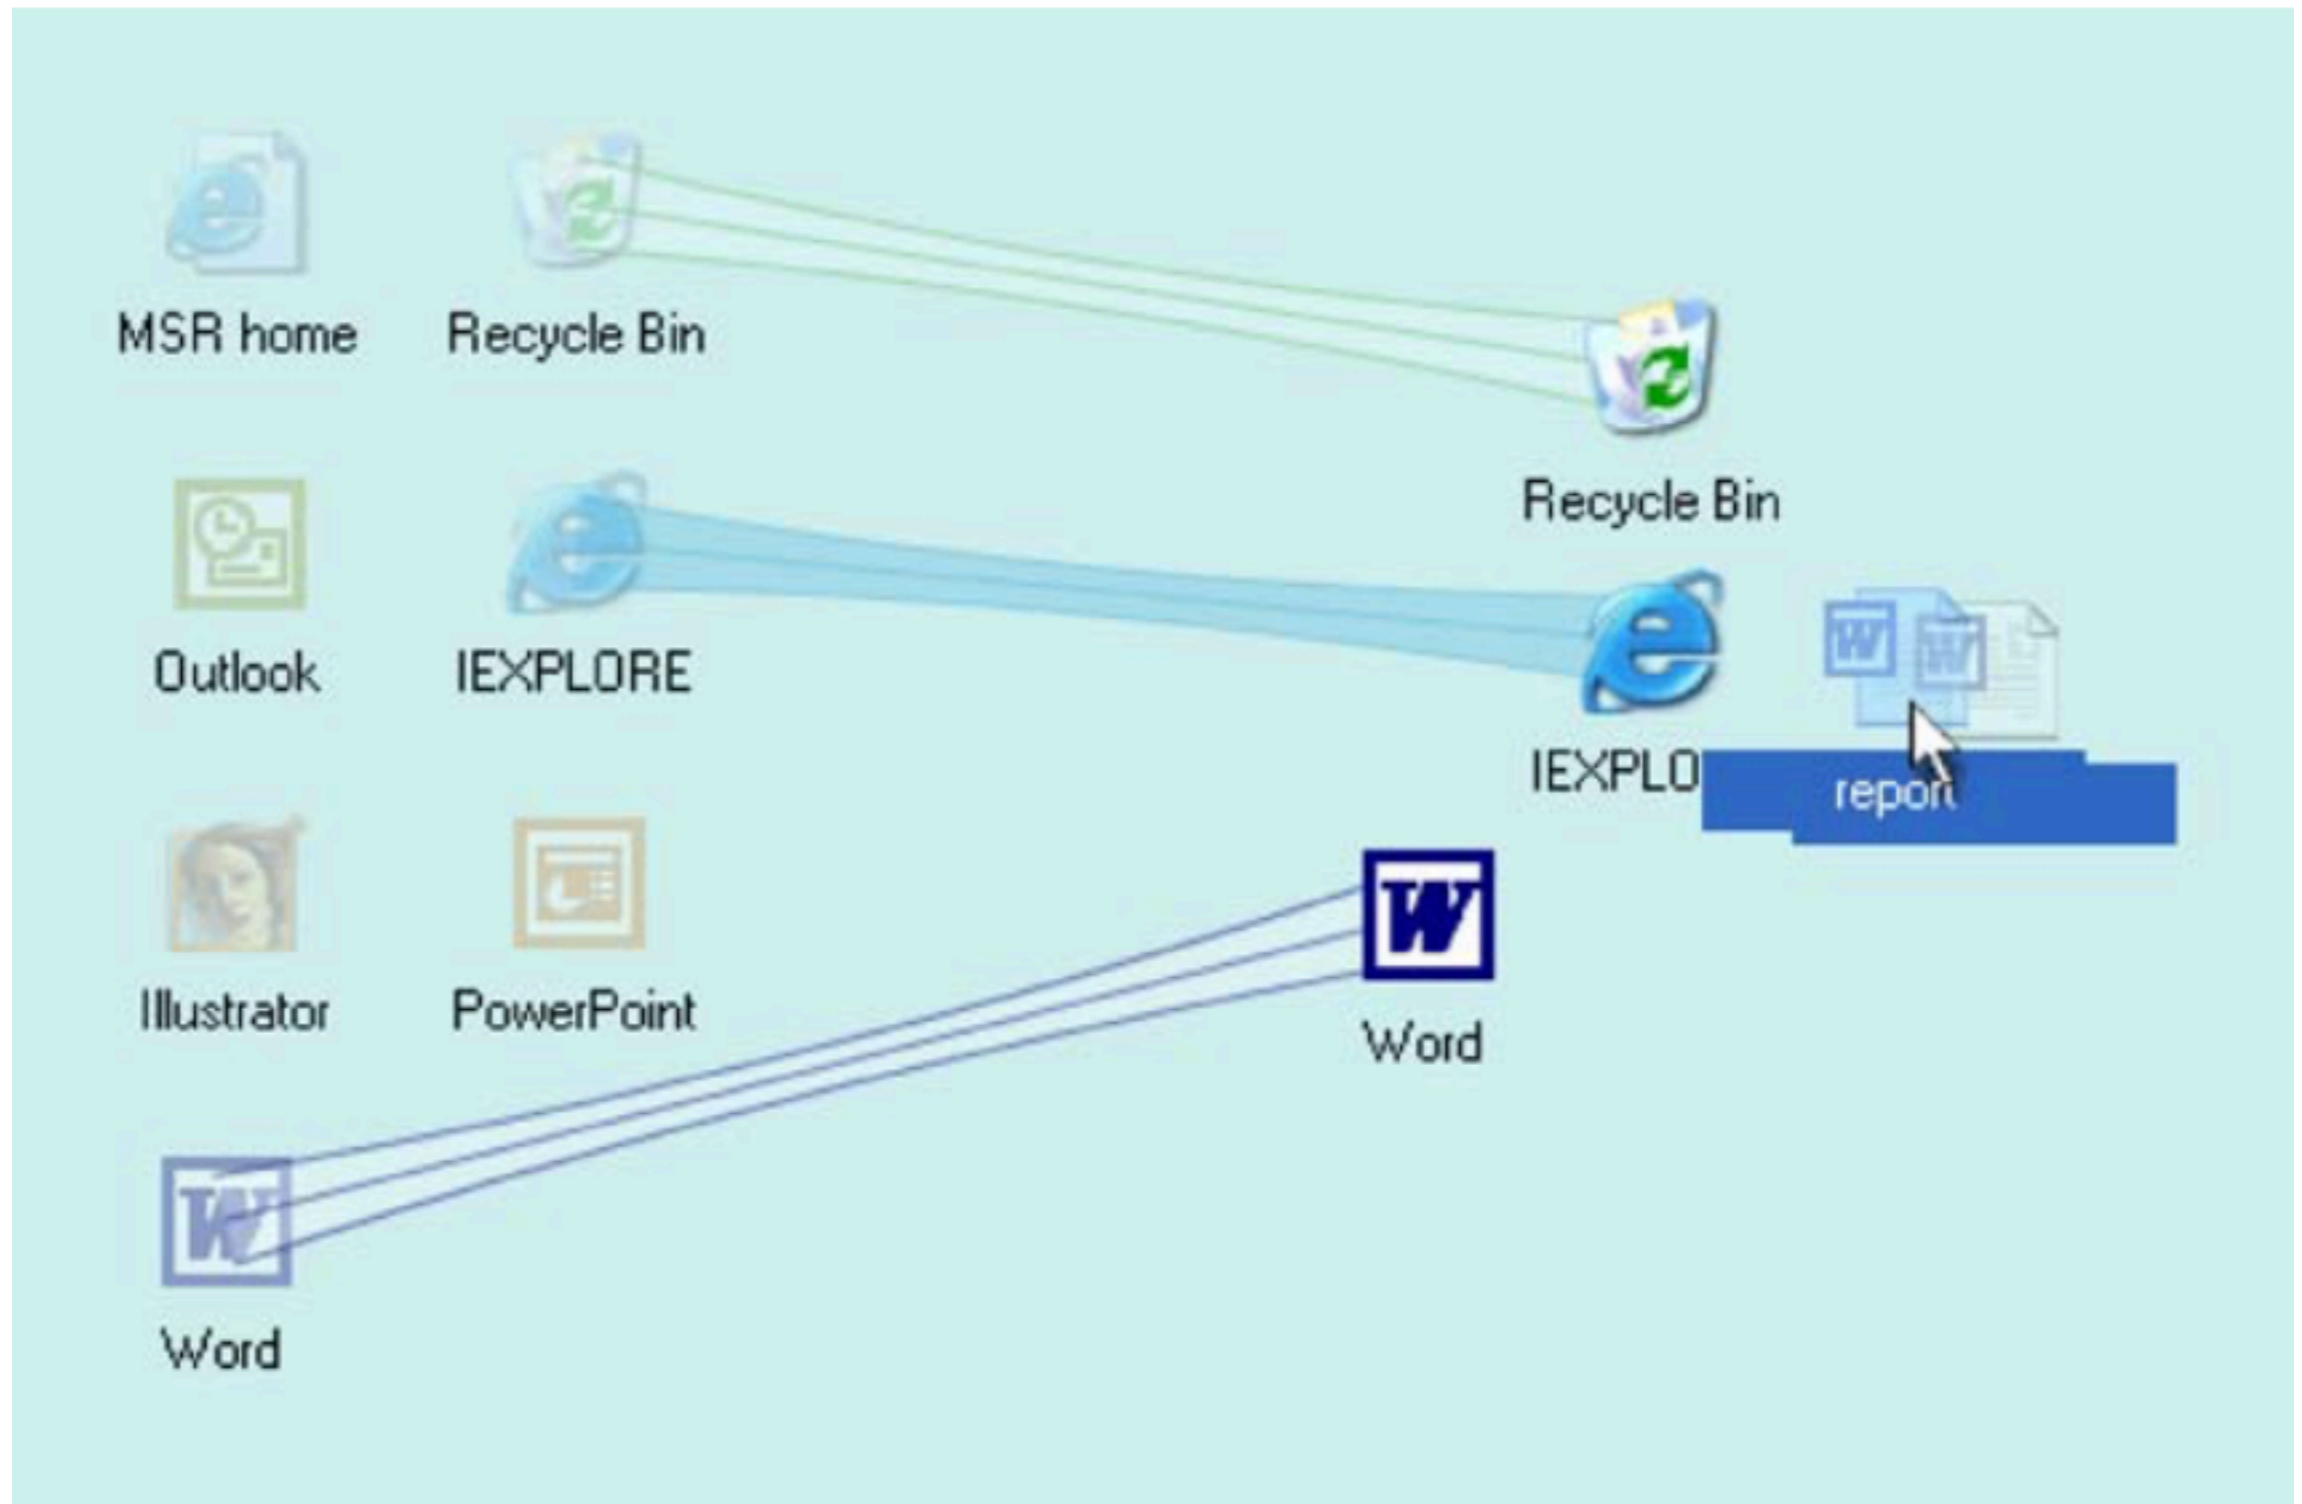 MSR home
Recycle Bin
Recycle Bin
Outlook
IEXPLORE
IEXPLO
report
Illustrator
PowerPoint
Word
Word